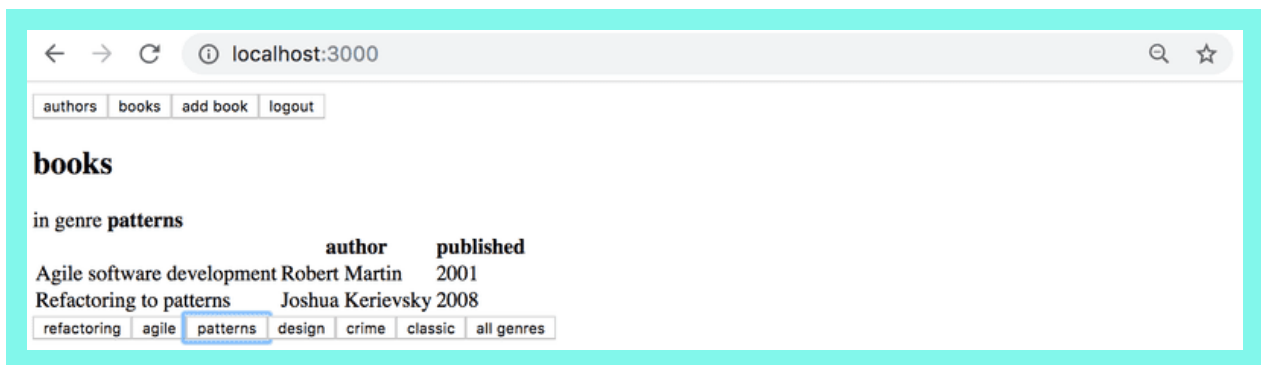 localhost:3000
authors books add book logout
books
in genre patterns
author published
Agile software development Robert Martin 2001
Refactoring to patterns Joshua Kerievsky 2008
refactoring agile patterns design crime classic all genres